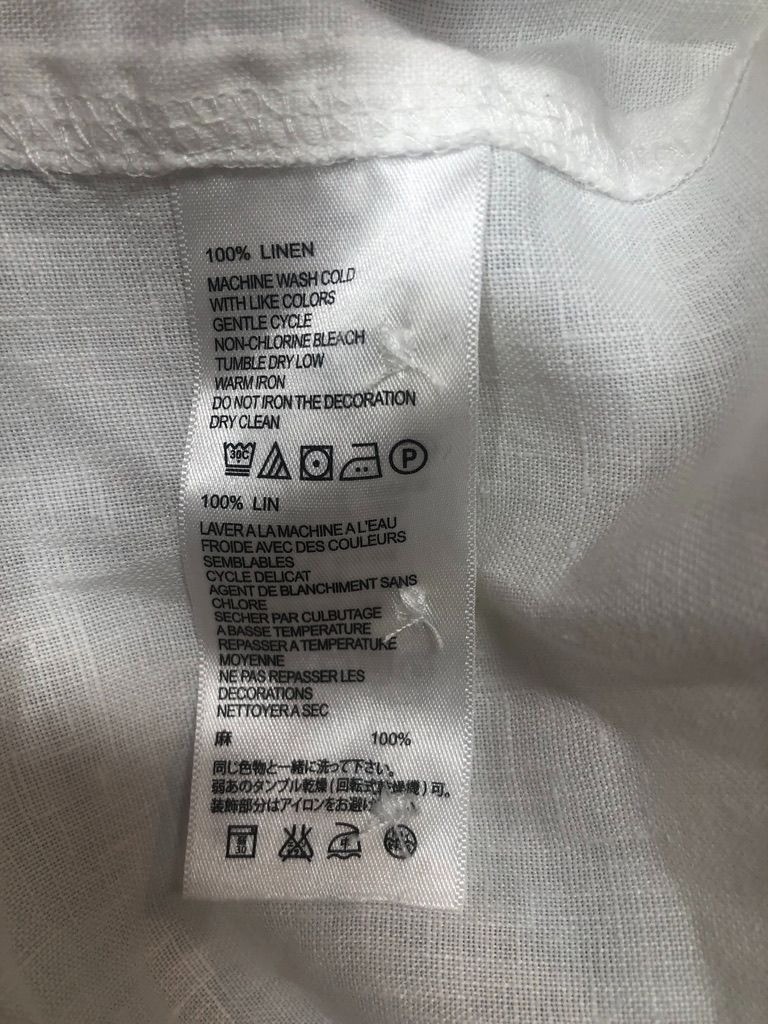 100% LINEN
MACHINE WASH COLD
WITH LIKE COLORS
GENTLE CYCLE
NON-CHLORINE BLEACH
TUMBLE DRY LOW
WARM IRON
DO NOT IRON THE DECORATION
DRY CLEAN
30C P
100% LIN
LAVER A LA MACHINE A L'EAU
FROIDE AVEC DES COULEURS
SEMBLABLES
CYCLE DELICAT
AGENT DE BLANCHIMENT SANS
CHLORE
SECHER PAR CULBUTAGE
A BASSE TEMPERATURE
REPASSER A TEMPERATURE
MOYENNE
NE PAS REPASSER LES
DECORATIONS
NETTOYER A SEC
麻 100%
同じ色物と一緒に洗って下さい。
弱あのタンブル乾燥(回転式乾燥機)可。
装飾部分はアイロンをお避け